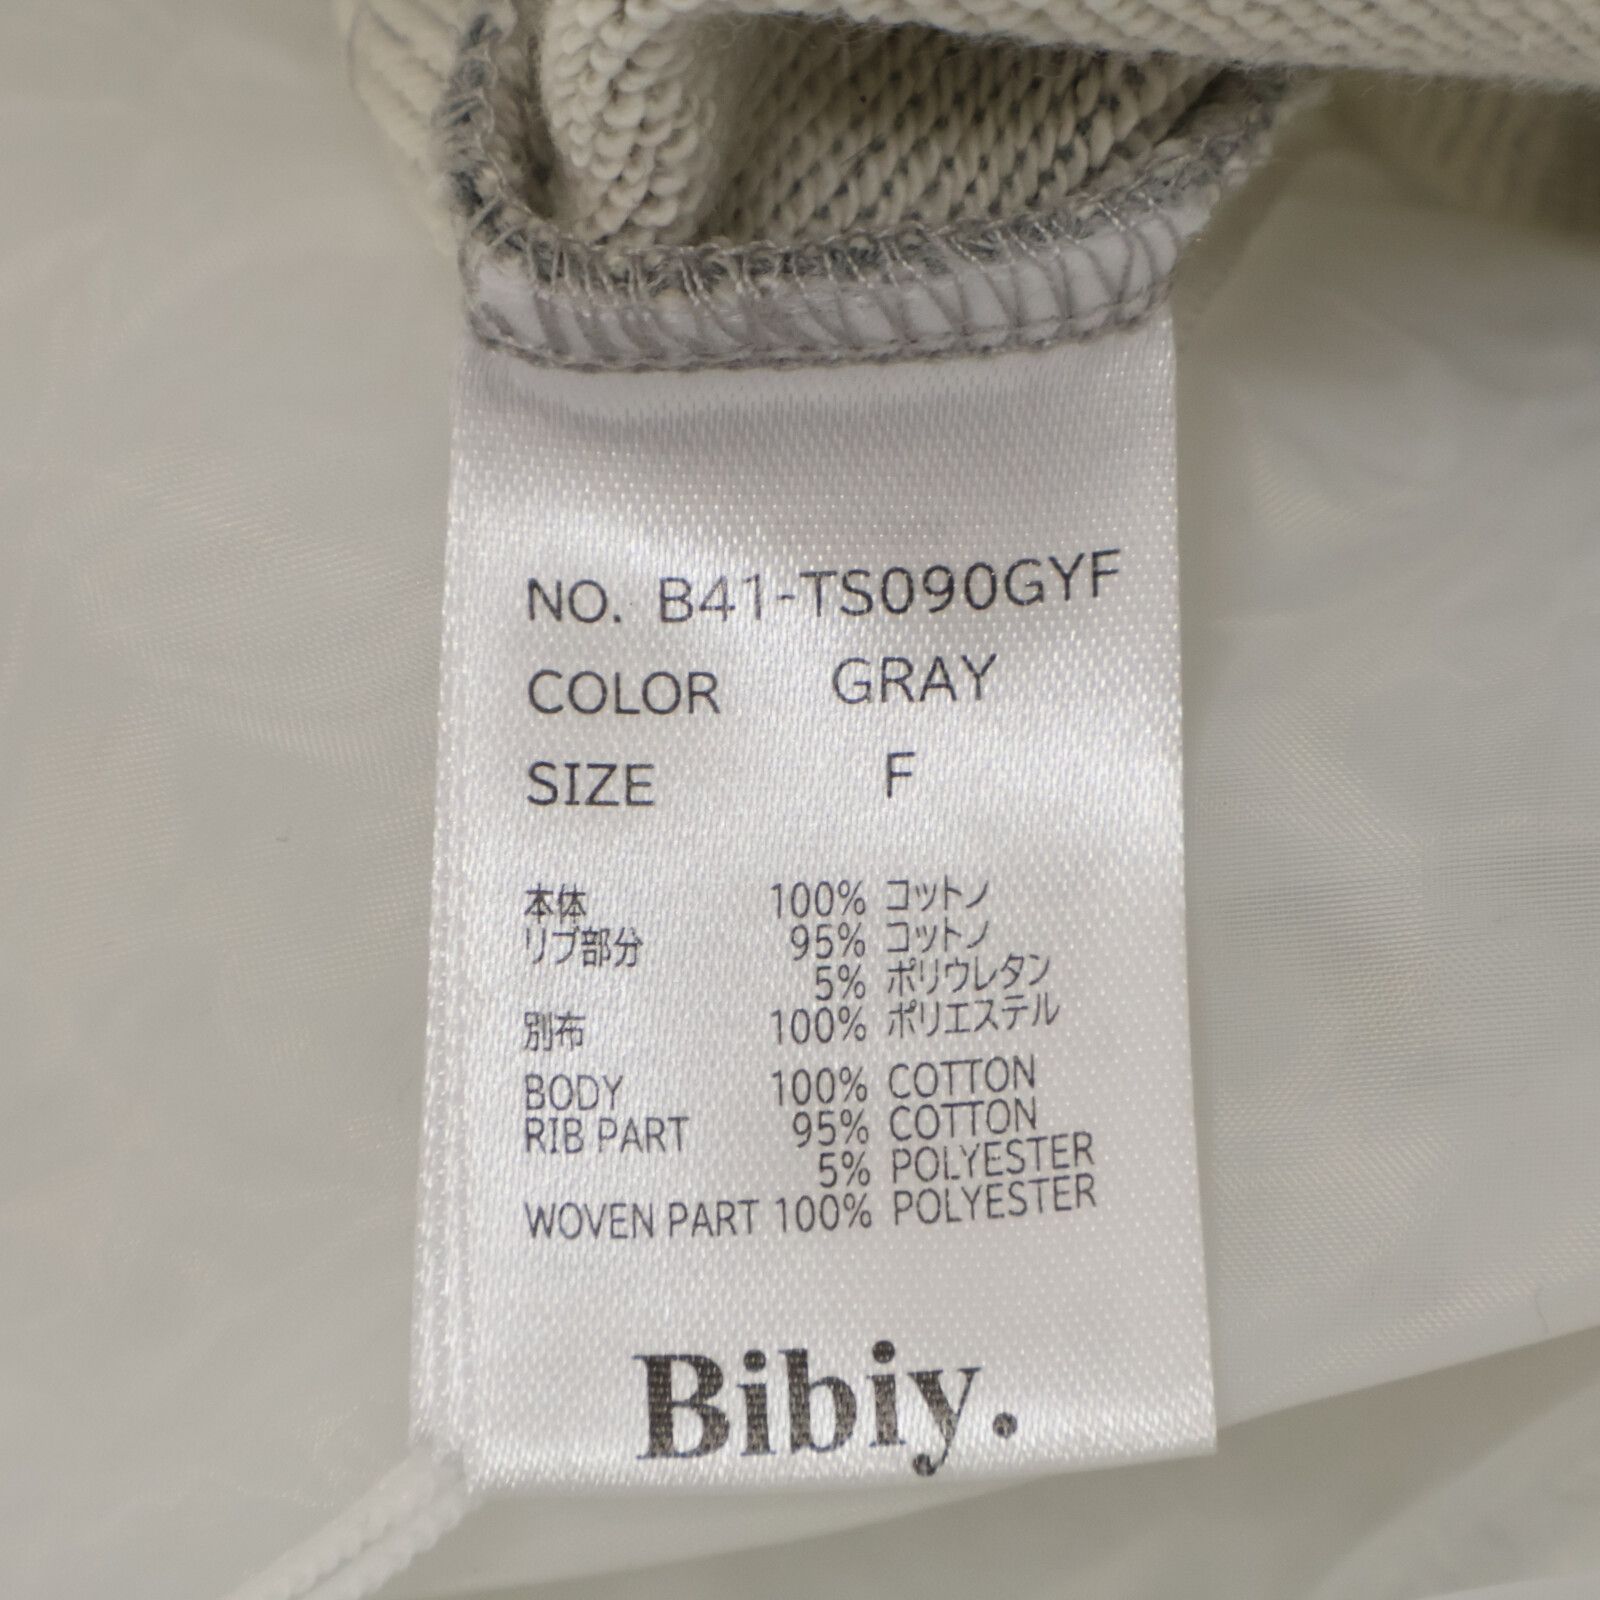 NO. B41-TS090GYF
COLOR GRAY
SIZE F
本体 100% コットン
リブ部分 95% コットン
5% ポリウレタン
別布 100% ポリエステル
BODY 100% COTTON
RIB PART 95% COTTON
5% POLYESTER
WOVEN PART 100% POLYESTER
Bibiy.